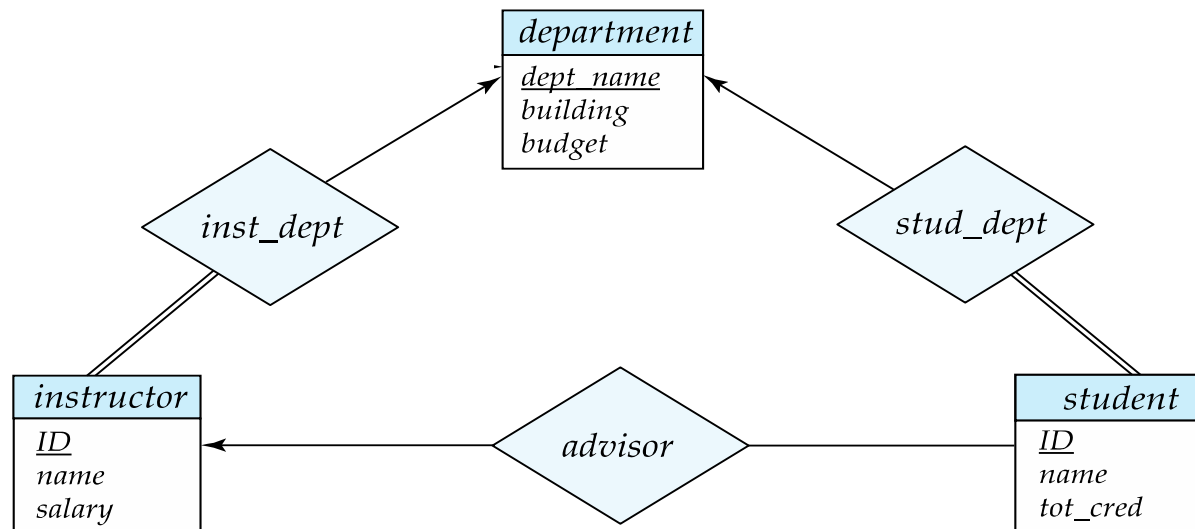 department
dept_name
building
budget
inst_dept
stud_dept
instructor
ID
name
salary
advisor
student
ID
name
tot_cred